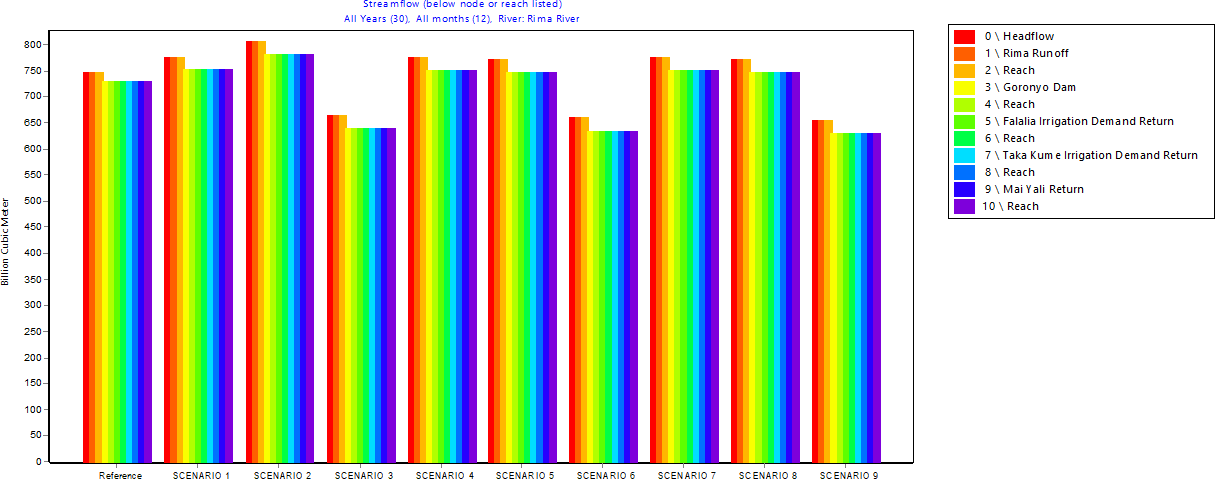 Streamflow (below node or reach listed)
All Years (30), All months (12), River: Rima River
Billion Cubic Meter
800
750
700
650
600
550
500
450
400
350
300
250
200
150
100
50
0
Reference SCENARIO 1 SCENARIO 2 SCENARIO 3 SCENARIO 4 SCENARIO 5 SCENARIO 6 SCENARIO 7 SCENARIO 8 SCENARIO 9
0 \ Headflow
1 \ Rima Runoff
2 \ Reach
3 \ Goronyo Dam
4 \ Reach
5 \ Falalia Irrigation Demand Return
6 \ Reach
7 \ Taka Kume Irrigation Demand Return
8 \ Reach
9 \ Mai Yali Return
10 \ Reach